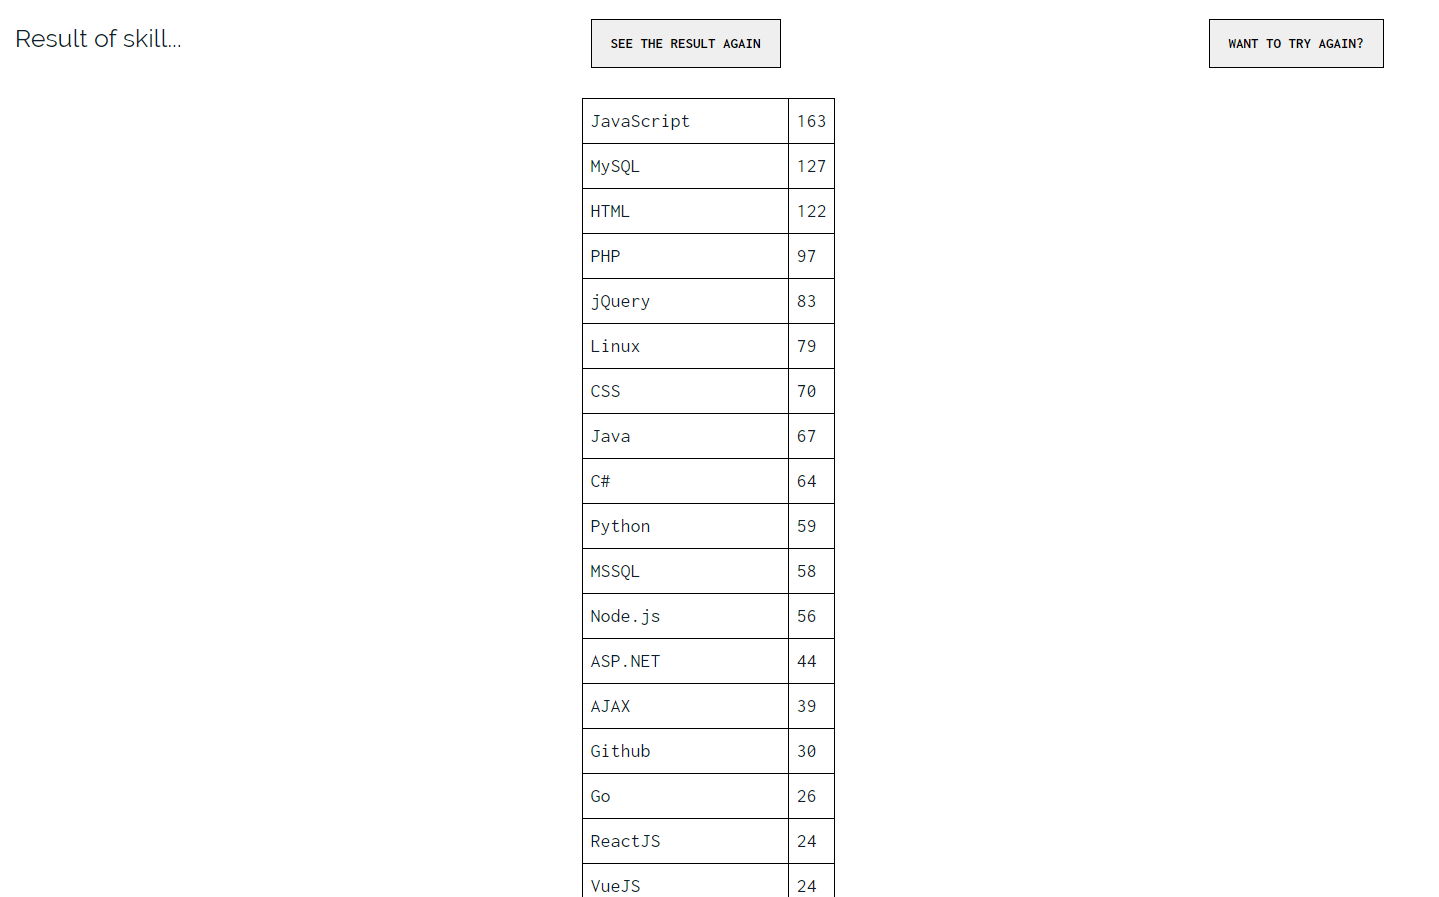 Result of skill...
SEE THE RESULT AGAIN
WANT TO TRY AGAIN?
JavaScript 163
MySQL 127
HTML 122
PHP 97
jQuery 83
Linux 79
CSS 70
Java 67
C# 64
Python 59
MSSQL 58
Node.js 56
ASP.NET 44
AJAX 39
Github 30
Go 26
ReactJS 24
VueJS 24